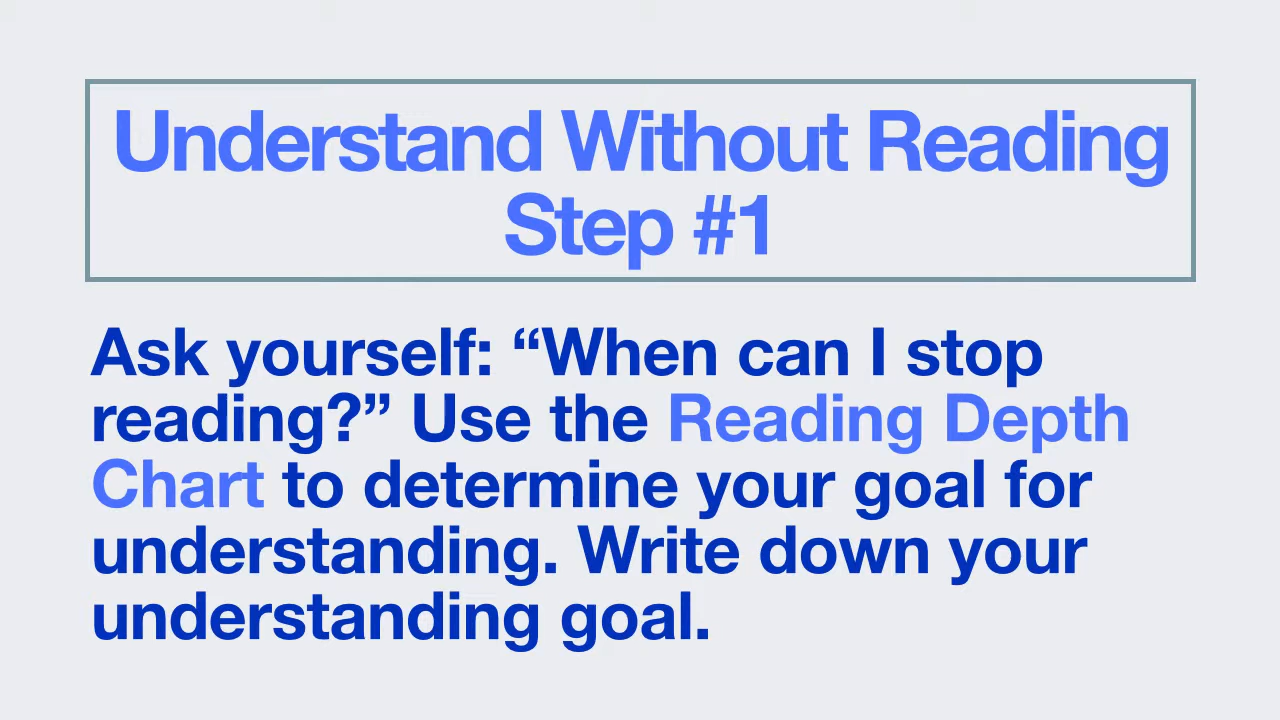 Understand Without Reading
Step #1
Ask yourself: “When can I stop
reading?” Use the Reading Depth
Chart to determine your goal for
understanding. Write down your
understanding goal.